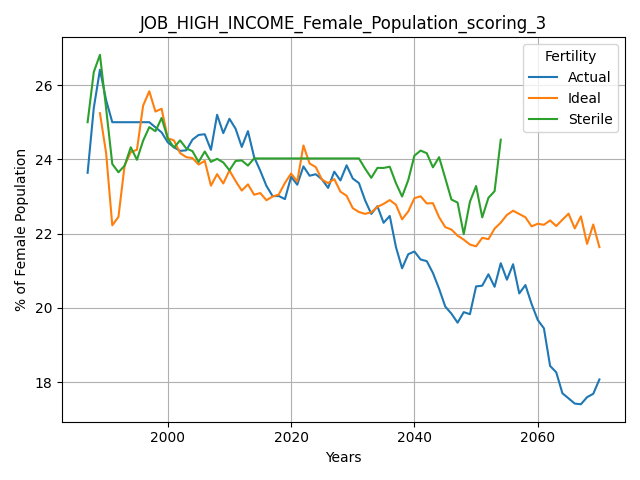 JOB_HIGH_INCOME_Female_Population_scoring_3
Fertility
Actual
Ideal
Sterile
% of Female Population
26
24
22
20
18
2000
2020
2040
2060
Years